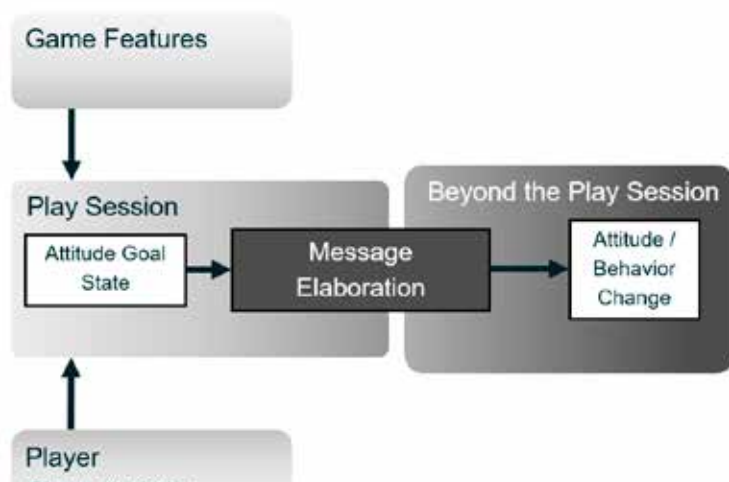 Game Features
Play Session
Attitude Goal
State
Message
Elaboration
Beyond the Play Session
Attitude /
Behavior
Change
Player